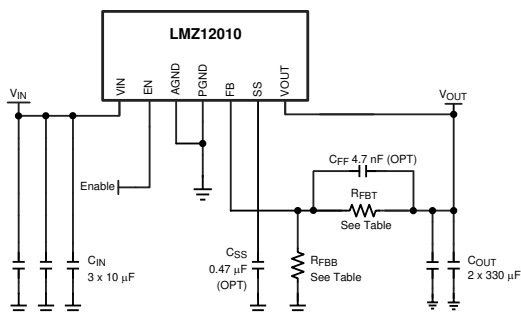 LMZ12010
VIN
EN
AGND
PGND
FB
SS
VOUT
VIN
VOUT
Enable
CFF 4.7 nF (OPT)
RFBT
See Table
CIN
3 x 10 μF
CSS
0.47 μF
(OPT)
RFBB
See Table
COUT
2 x 330 μF